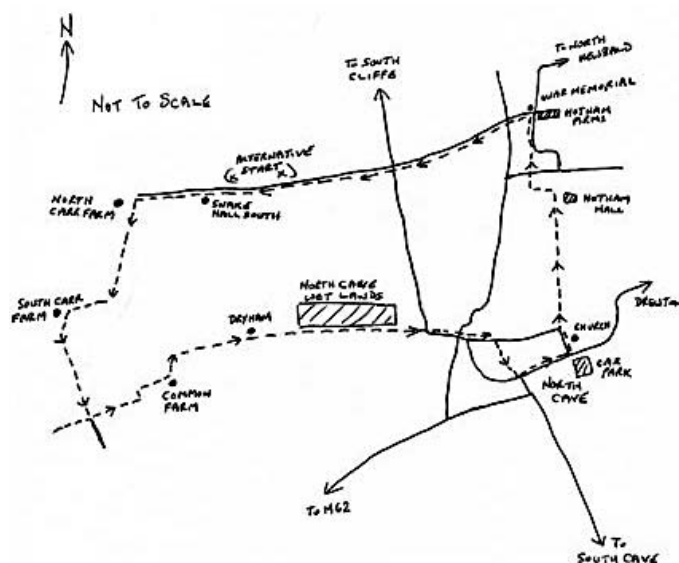 N
NOT TO SCALE
TO SOUTH
CLIFFE
TO NORTH
NEWBALD
WAR MEMORIAL
HOTHAM
ARMS
(ALTERNATIVE
START X)
NORTH
CARR FARM
SNAKE
HALL SOUTH
HOTHAM
HALL
SOUTH CARR
FARM
NORTH CAVE
WET LANDS
DRYHAM
DREWTON
CHURCH
CAR
PARK
NORTH
CAVE
COMMON
FARM
TO M62
TO
SOUTH CAVE